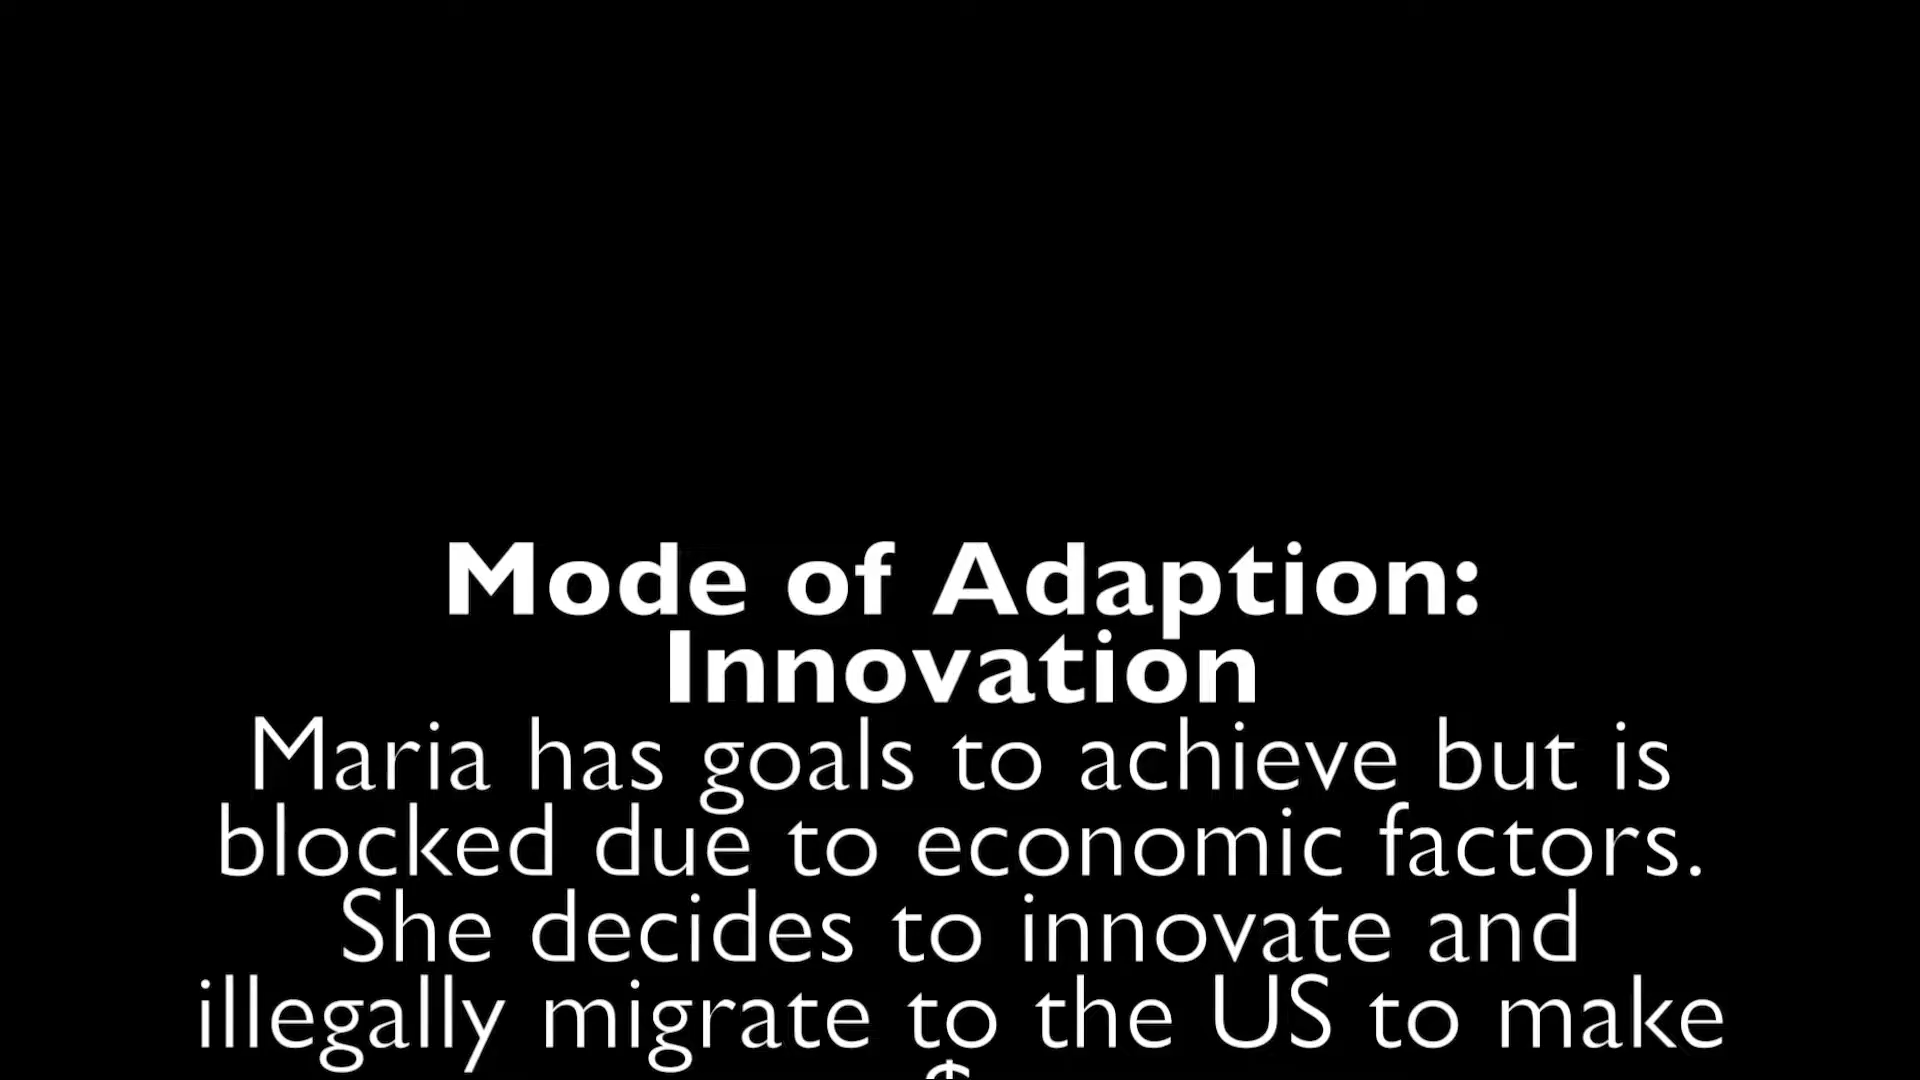 Mode of Adaption:
Innovation
Maria has goals to achieve but is
blocked due to economic factors.
She decides to innovate and
illegally migrate to the US to make
$